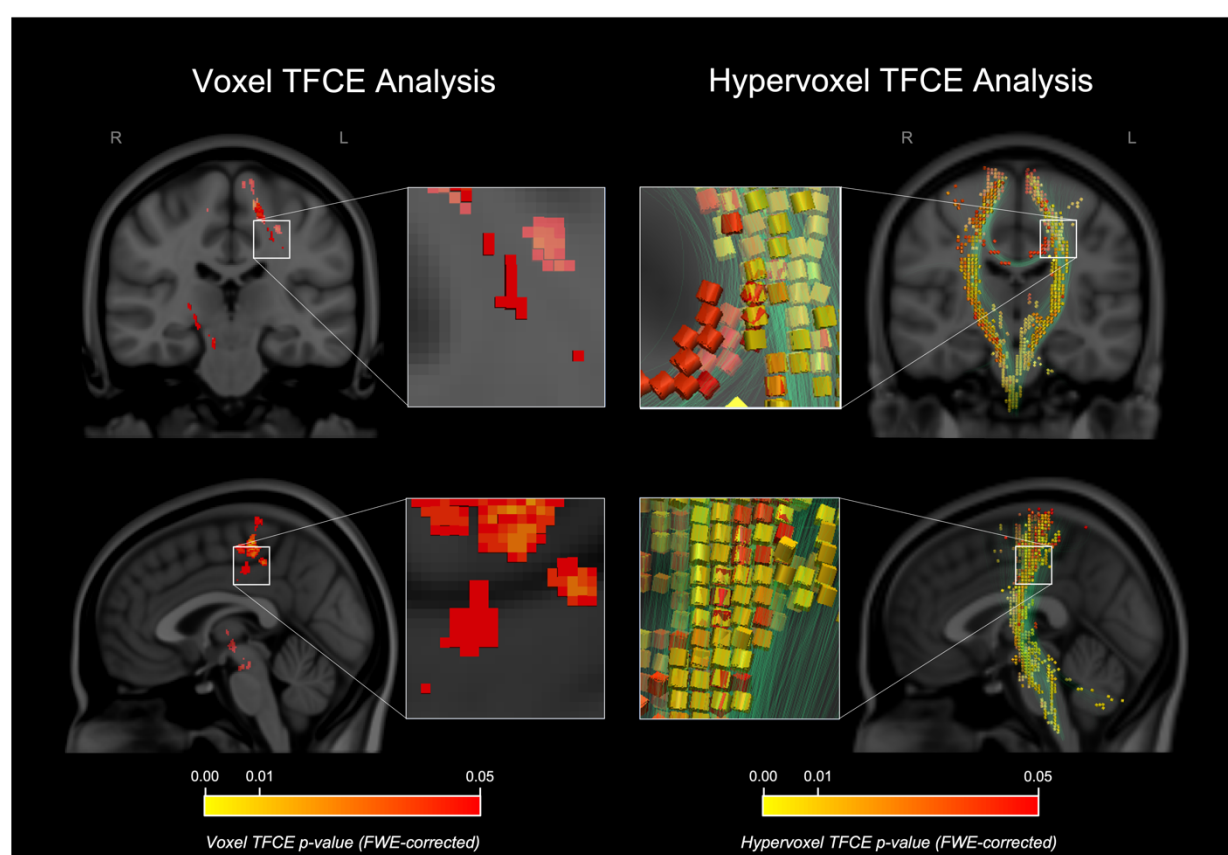 Voxel TFCE Analysis
Hypervoxel TFCE Analysis
R L
R L
0.00 0.01 0.05
Voxel TFCE p-value (FWE-corrected)
0.00 0.01 0.05
Hypervoxel TFCE p-value (FWE-corrected)